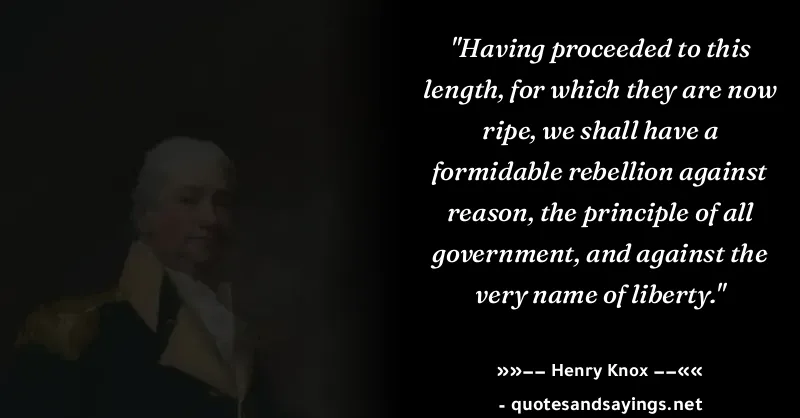 "Having proceeded to this
length, for which they are now
ripe, we shall have a
formidable rebellion against
reason, the principle of all
government, and against the
very name of liberty."
»»−− Henry Knox −−««
- quotesandsayings.net